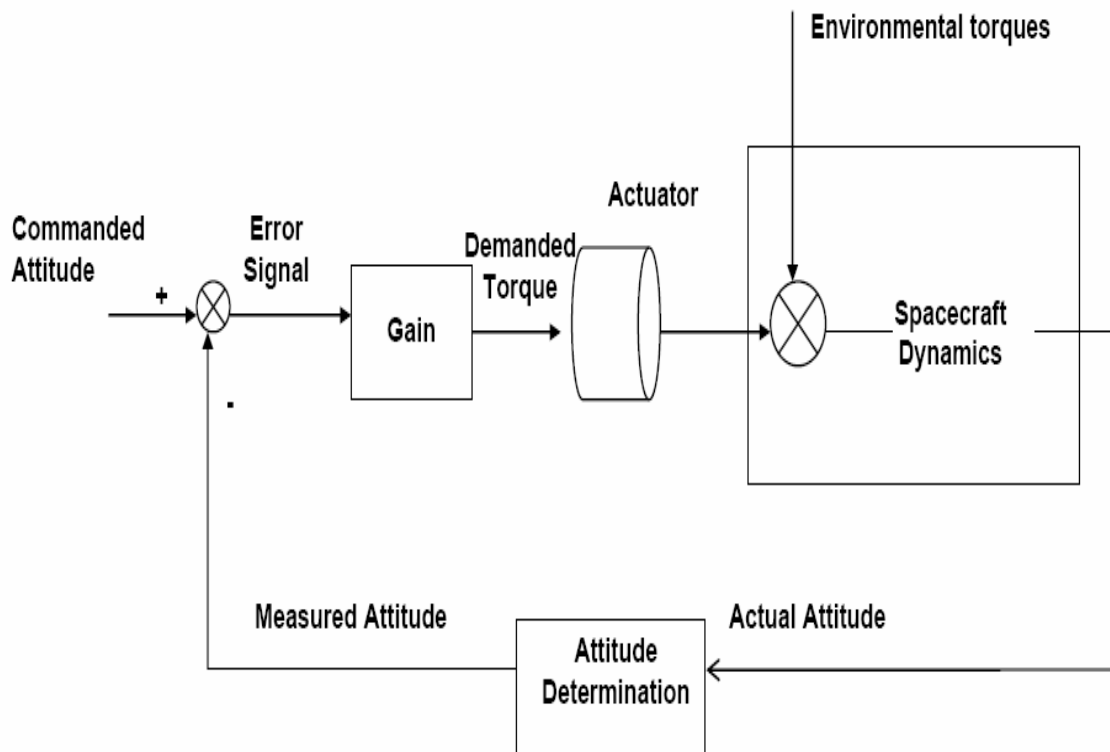 Environmental torques
Actuator
Commanded
Attitude
Error
Signal
Demanded
Torque
+
Gain
Spacecraft
Dynamics
-
Measured Attitude
Actual Attitude
Attitude
Determination